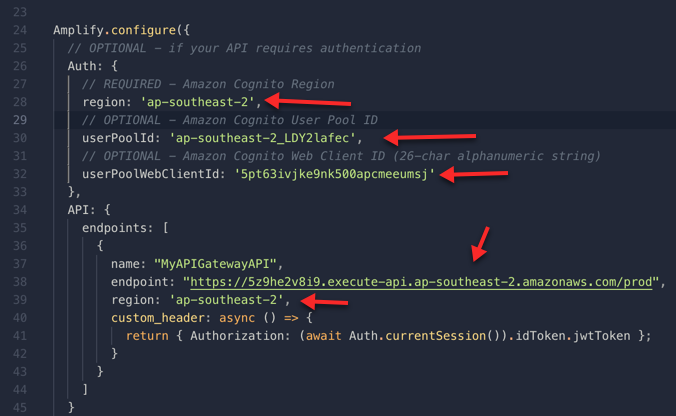 23
24 Amplify.configure({
25 // OPTIONAL - if your API requires authentication
26 Auth: {
27 // REQUIRED - Amazon Cognito Region
28 region: 'ap-southeast-2',
29 // OPTIONAL - Amazon Cognito User Pool ID
30 userPoolId: 'ap-southeast-2_LDY2lafec',
31 // OPTIONAL - Amazon Cognito Web Client ID (26-char alphanumeric string)
32 userPoolWebClientId: '5pt63ivjke9nk500apcmeeumsj'
33 },
34 API: {
35 endpoints: [
36 {
37 name: "MyAPIGatewayAPI",
38 endpoint: "https://5z9he2v8i9.execute-api.ap-southeast-2.amazonaws.com/prod",
39 region: 'ap-southeast-2',
40 custom_header: async () => {
41 return { Authorization: (await Auth.currentSession()).idToken.jwtToken };
42 }
43 }
44 ]
45 }